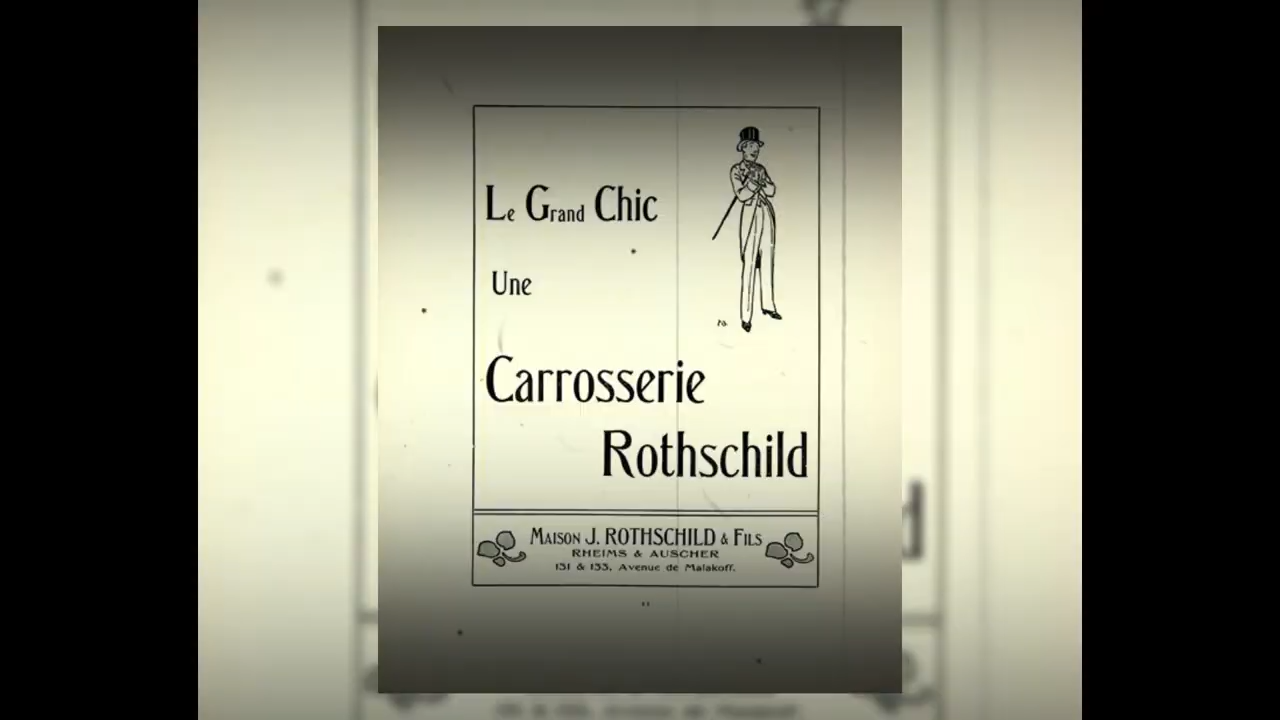 Le Grand Chic
Une
Carrosserie
Rothschild
Maison J. ROTHSCHILD & Fils
RHEIMS & AUSCHER
131 & 133, Avenue de Malakoff.